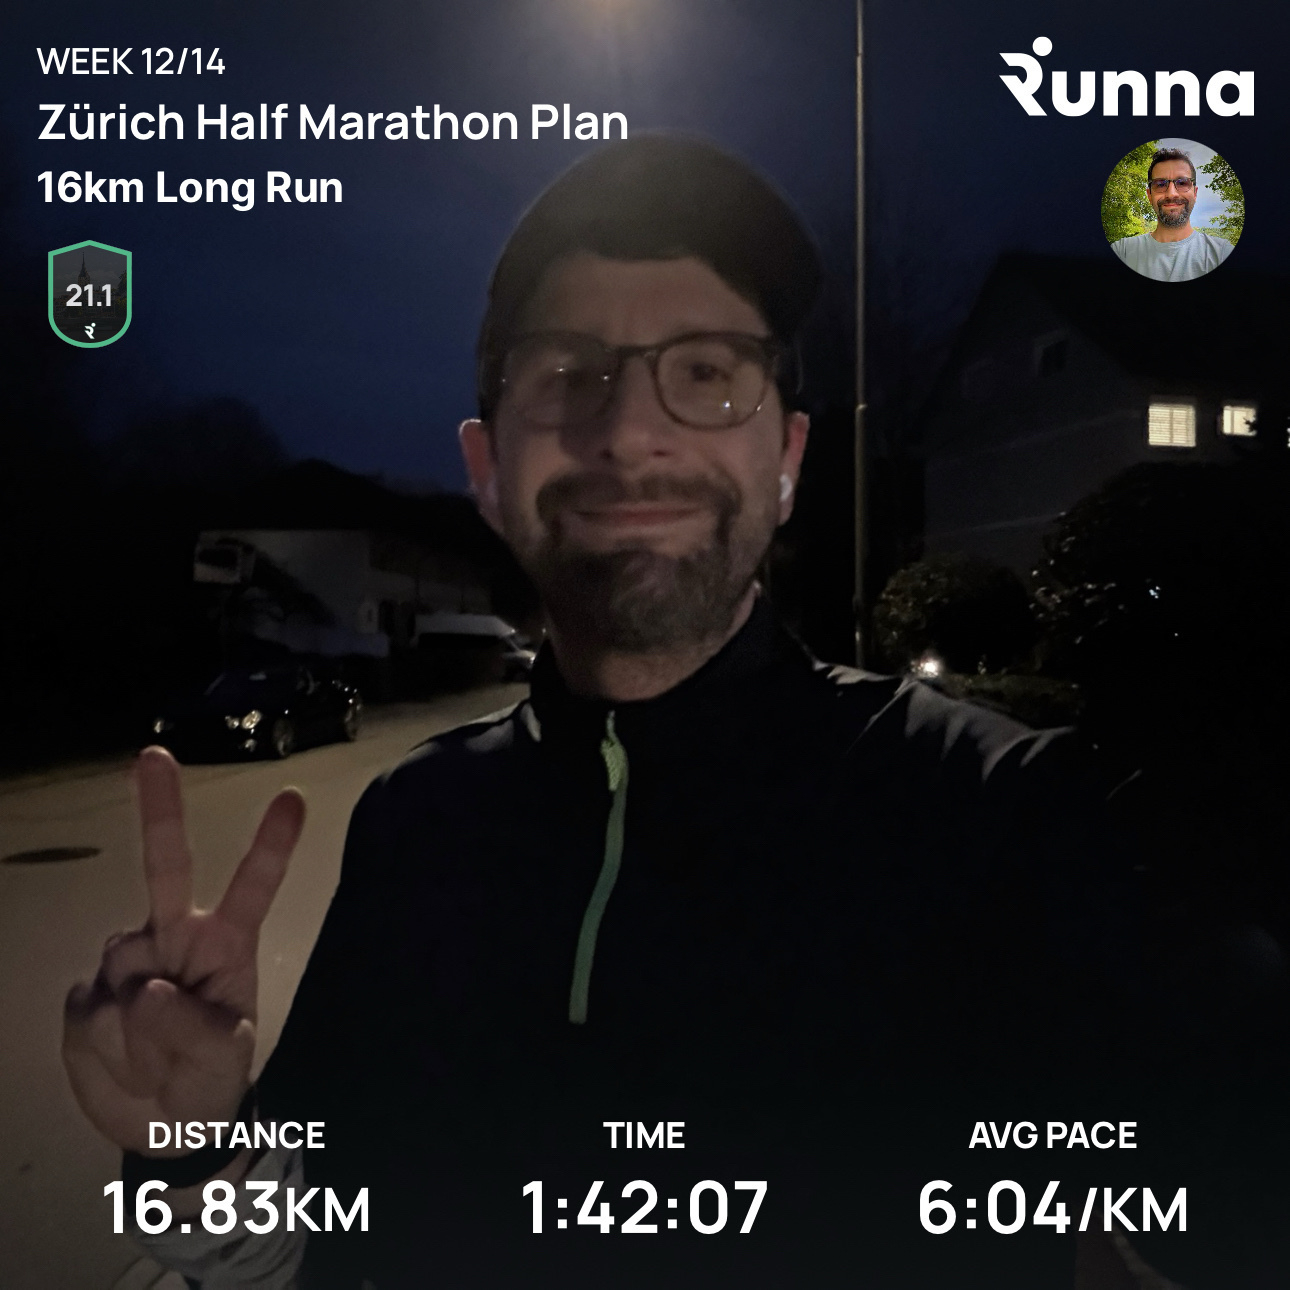 WEEK 12/14
Zürich Half Marathon Plan
16km Long Run
21.1
Runna
DISTANCE
16.83KM
TIME
1:42:07
AVG PACE
6:04/KM